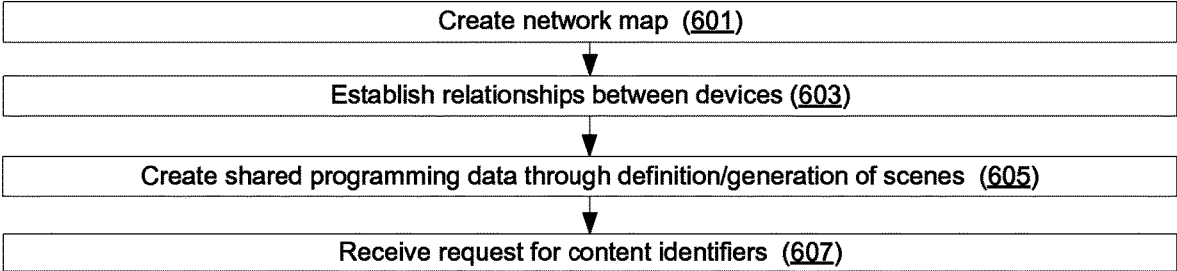 Create network map (601)
Establish relationships between devices (603)
Create shared programming data through definition/generation of scenes (605)
Receive request for content identifiers (607)